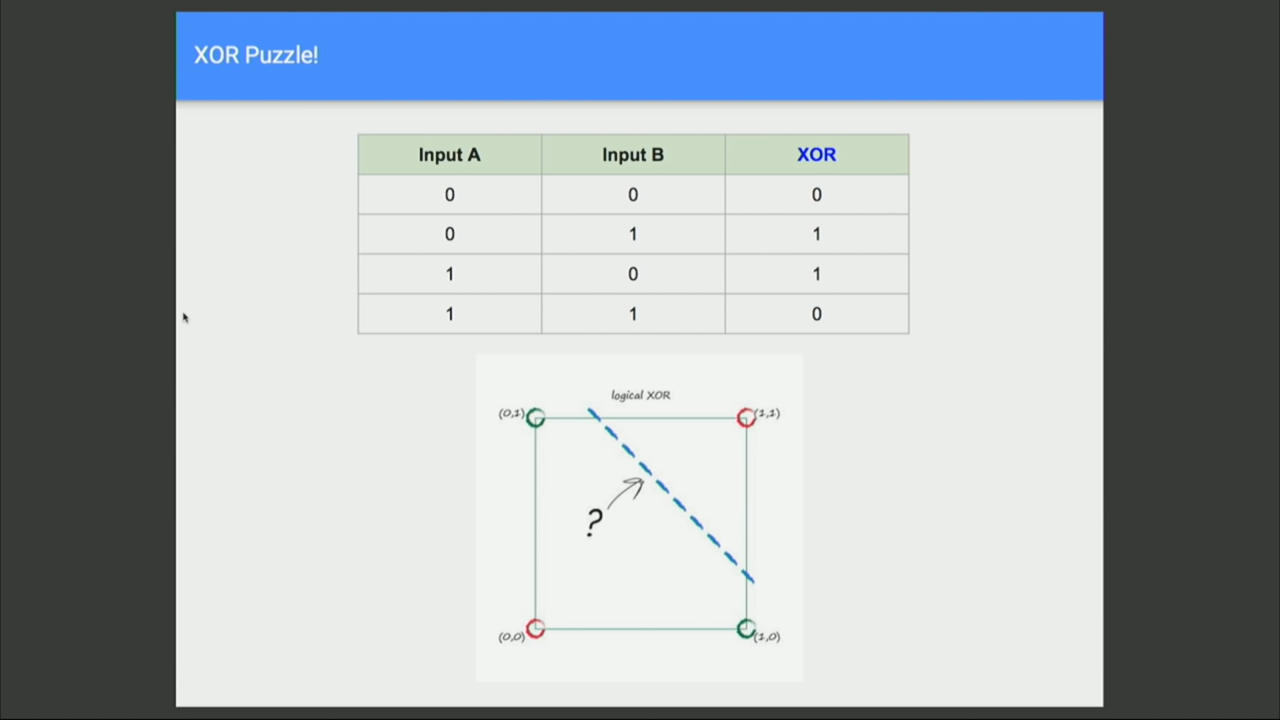 XOR Puzzle!
Input A Input B XOR
0 0 0
0 1 1
1 0 1
1 1 0
logical XOR
(0,1) (1,1)
?
(0,0) (1,0)